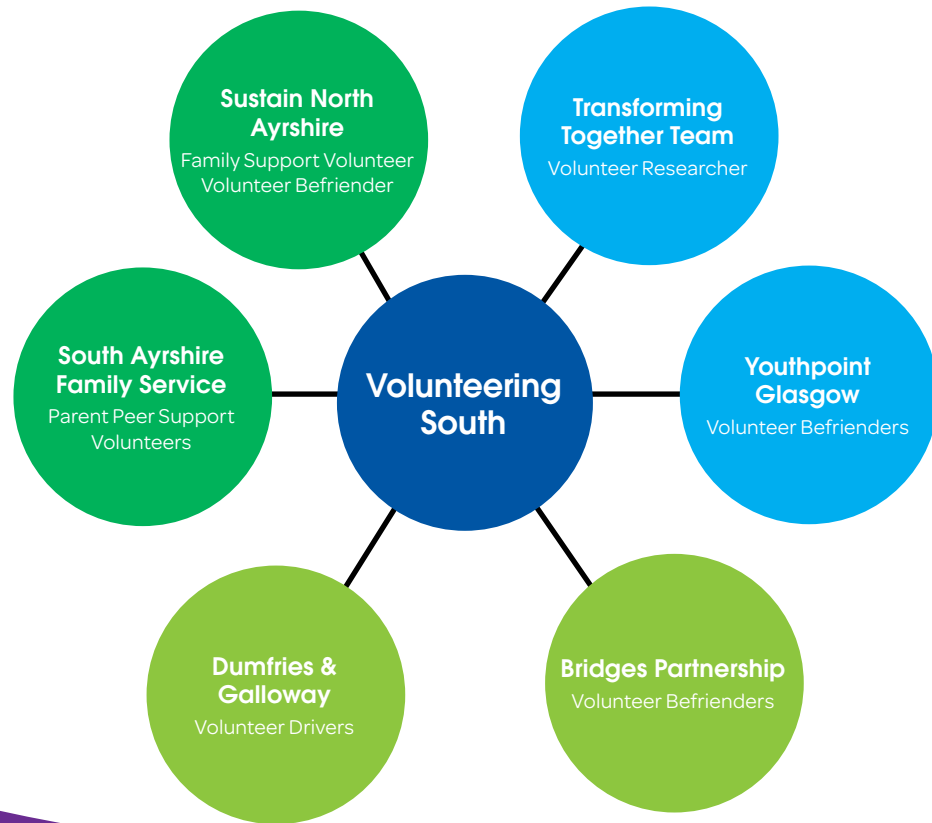 Sustain North
Ayrshire
Family Support Volunteer
Volunteer Befriender
Transforming
Together Team
Volunteer Researcher
South Ayrshire
Family Service
Parent Peer Support
Volunteers
Volunteering
South
Youthpoint
Glasgow
Volunteer Befrienders
Dumfries &
Galloway
Volunteer Drivers
Bridges Partnership
Volunteer Befrienders